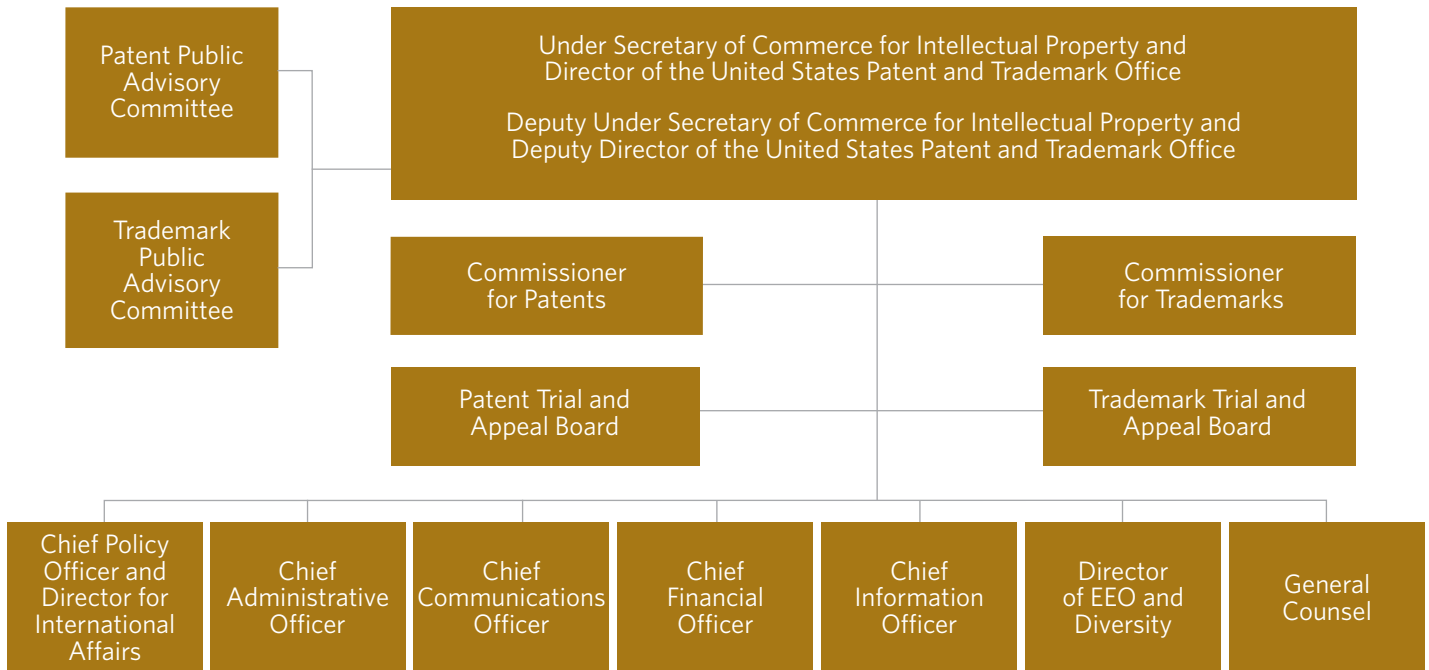 Patent Public
Advisory
Committee
Under Secretary of Commerce for Intellectual Property and
Director of the United States Patent and Trademark Office
Deputy Under Secretary of Commerce for Intellectual Property and
Deputy Director of the United States Patent and Trademark Office
Trademark
Public
Advisory
Committee
Commissioner
for Patents
Commissioner
for Trademarks
Patent Trial and
Appeal Board
Trademark Trial and
Appeal Board
Chief Policy
Officer and
Director for
International
Affairs
Chief
Administrative
Officer
Chief
Communications
Officer
Chief
Financial
Officer
Chief
Information
Officer
Director
of EEO and
Diversity
General
Counsel